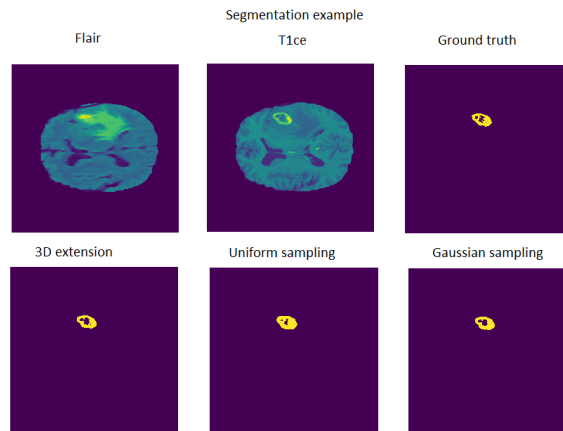 Segmentation example
Flair
T1ce
Ground truth
3D extension
Uniform sampling
Gaussian sampling